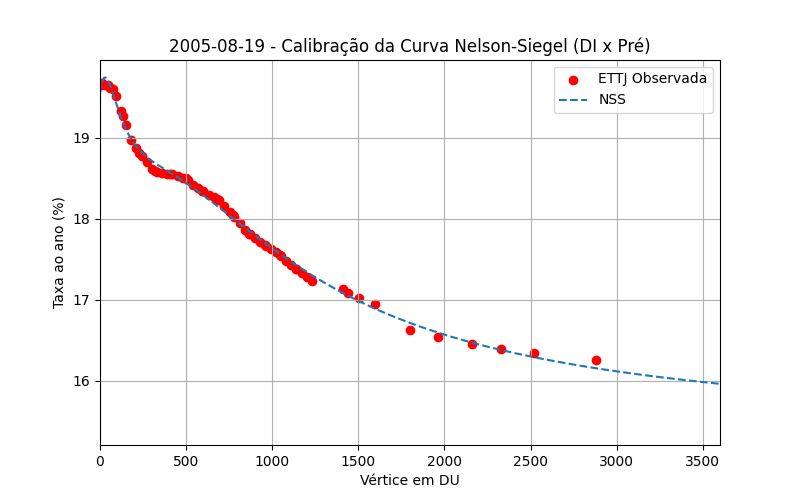 2005-08-19 - Calibração da Curva Nelson-Siegel (DI x Pré)
ETTJ Observada
NSS
Taxa ao ano (%)
19
18
17
16
0 500 1000 1500 2000 2500 3000 3500
Vértice em DU